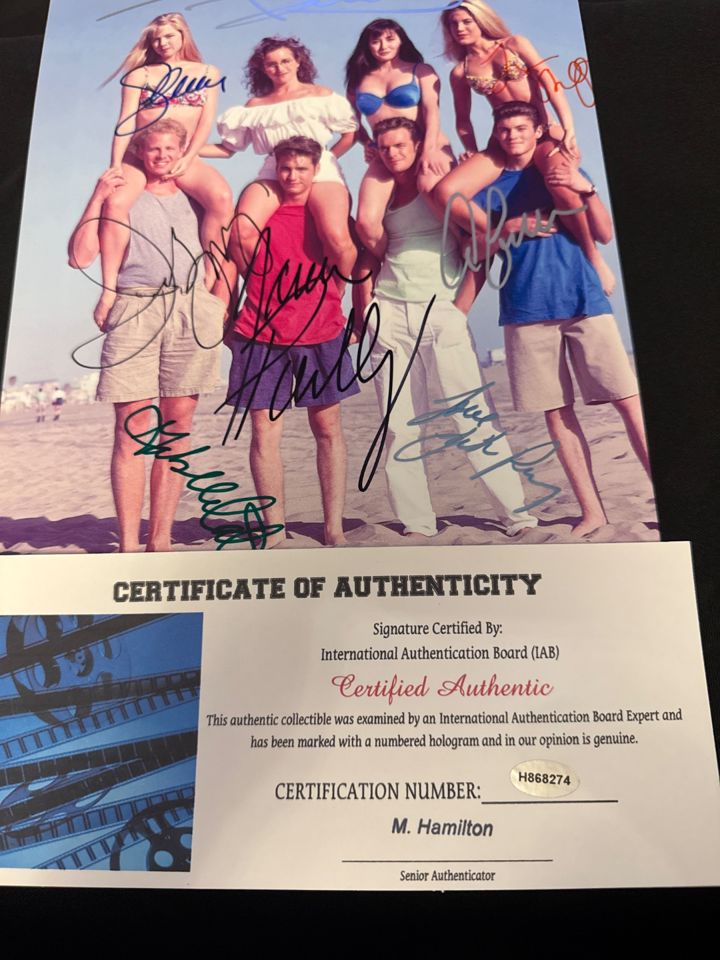 Luke
CERTIFICATE OF AUTHENTICITY
Signature Certified By:
International Authentication Board (IAB)
Certified Authentic
This authentic collectible was examined by an International Authentication Board Expert and
has been marked with a numbered hologram and in our opinion is genuine.
CERTIFICATION NUMBER: H868274
M. Hamilton
Senior Authenticator